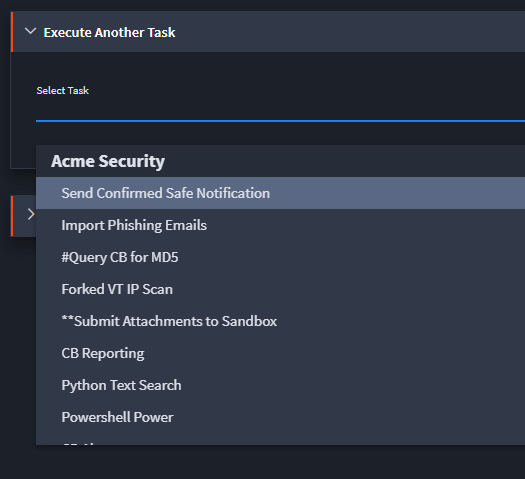 Execute Another Task
Select Task
Acme Security
Send Confirmed Safe Notification
Import Phishing Emails
#Query CB for MD5
Forked VT IP Scan
**Submit Attachments to Sandbox
CB Reporting
Python Text Search
Powershell Power